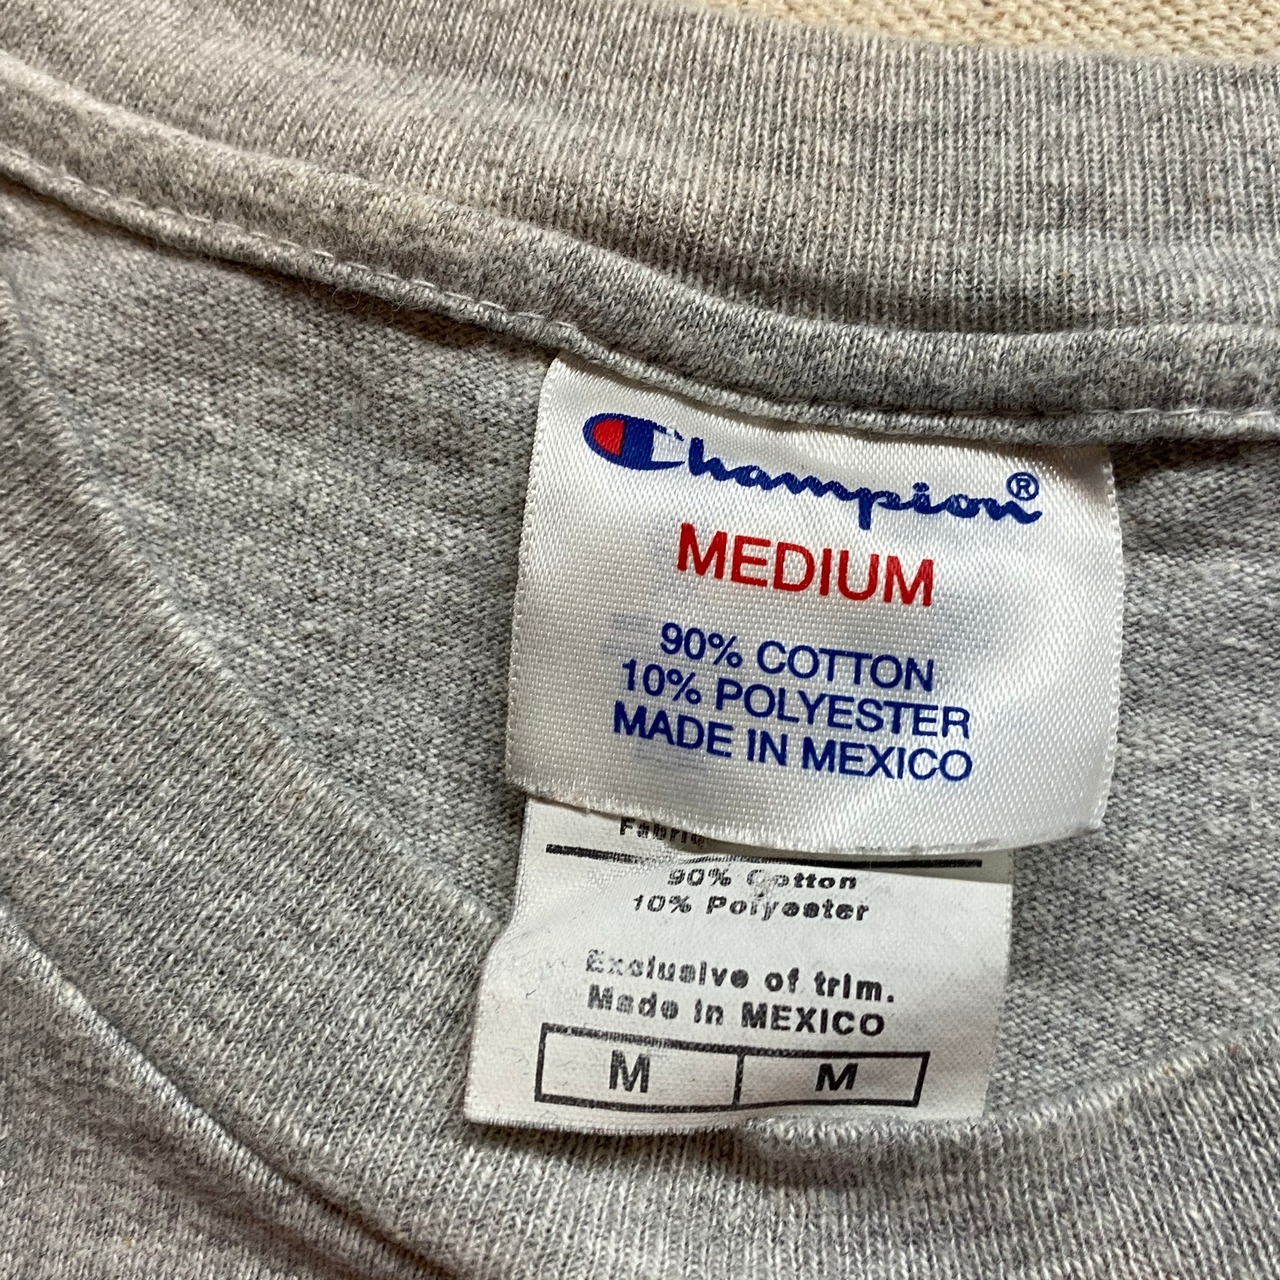 Champion®
MEDIUM
90% COTTON
10% POLYESTER
MADE IN MEXICO
Fabric
90% Cotton
10% Polyester
Exclusive of trim.
Made in MEXICO
M M